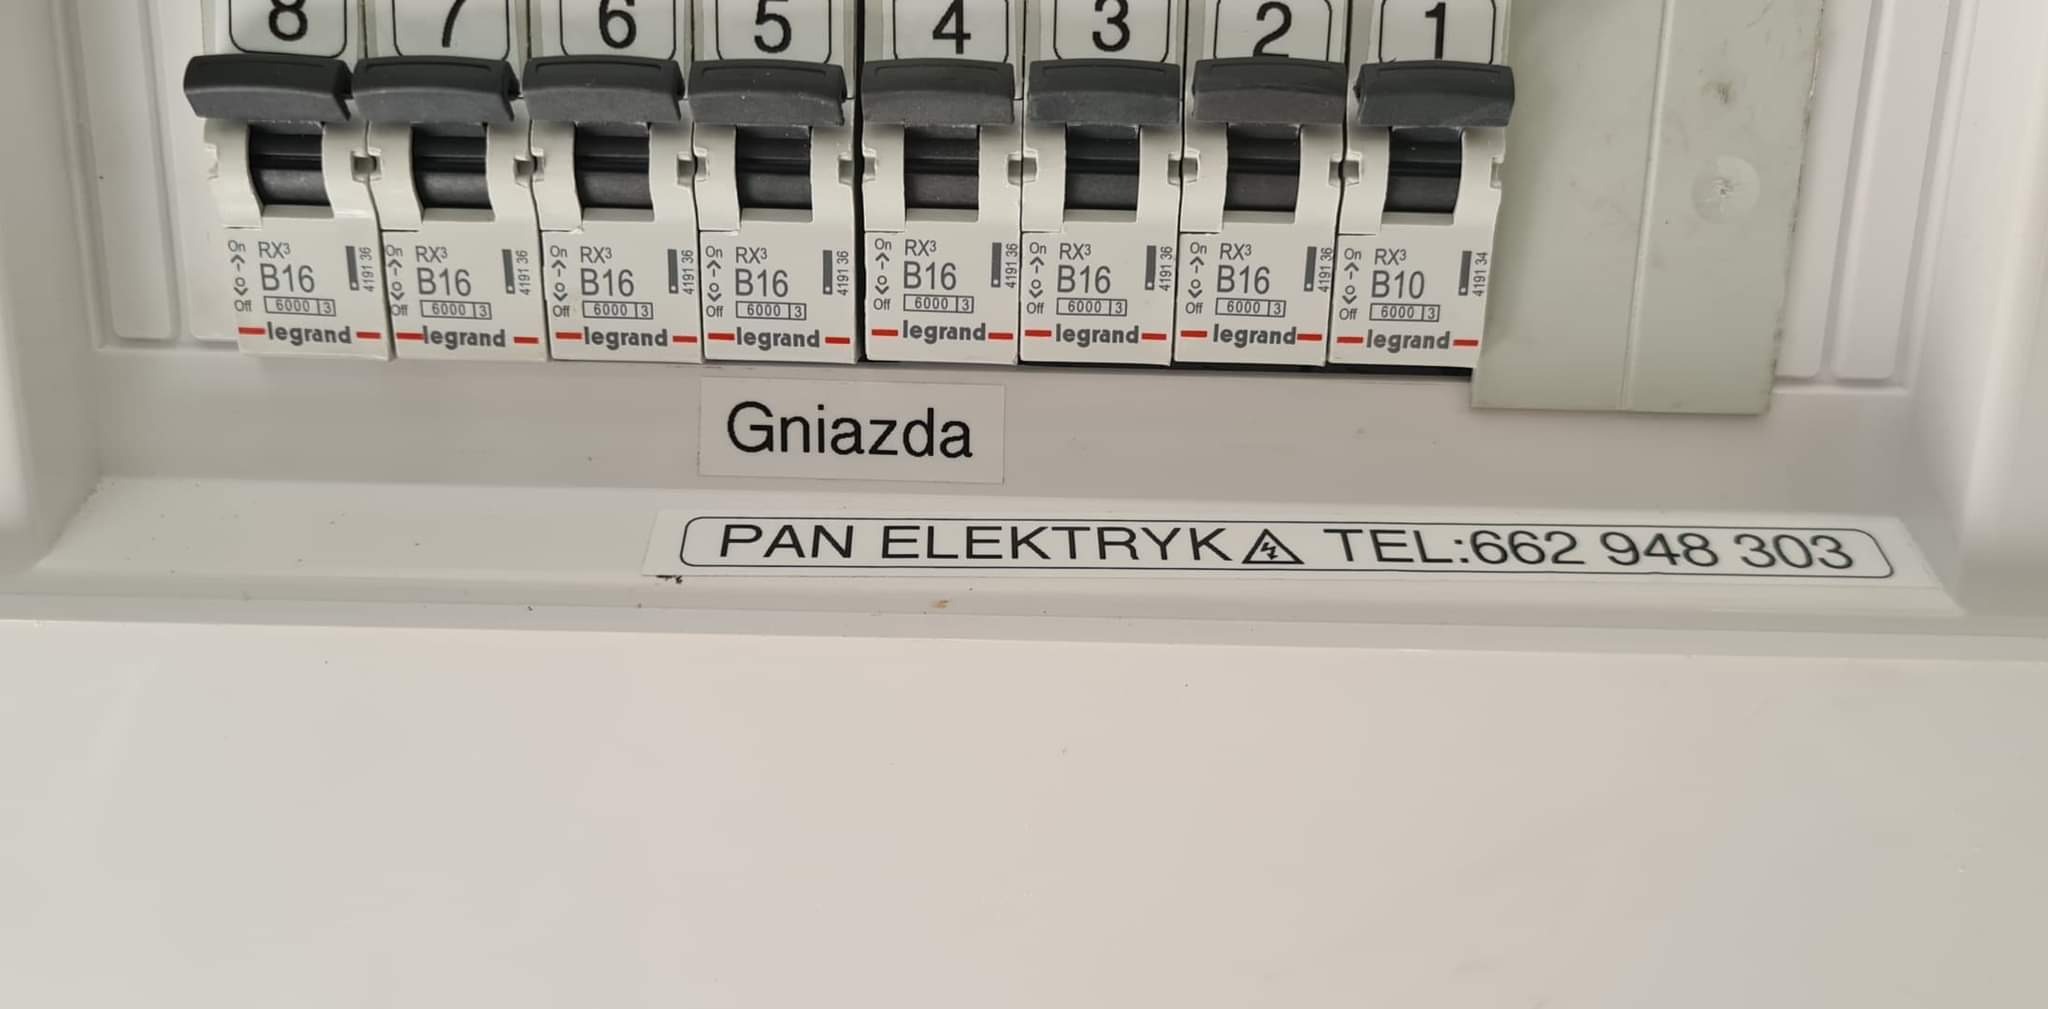 8 7 6 5 4 3 2 1
On RX³ 4191 36 On RX³ 4191 36 On RX³ 4191 36 On RX³ 4191 36 On RX³ 4191 36 On RX³ 4191 36 On RX³ 4191 36 On RX³ 4191 34
B16 B16 B16 B16 B16 B16 B16 B10
Off 6000 3 Off 6000 3 Off 6000 3 Off 6000 3 Off 6000 3 Off 6000 3 Off 6000 3 Off 6000 3
legrand legrand legrand legrand legrand legrand legrand legrand
Gniazda
PAN ELEKTRYK TEL:662 948 303